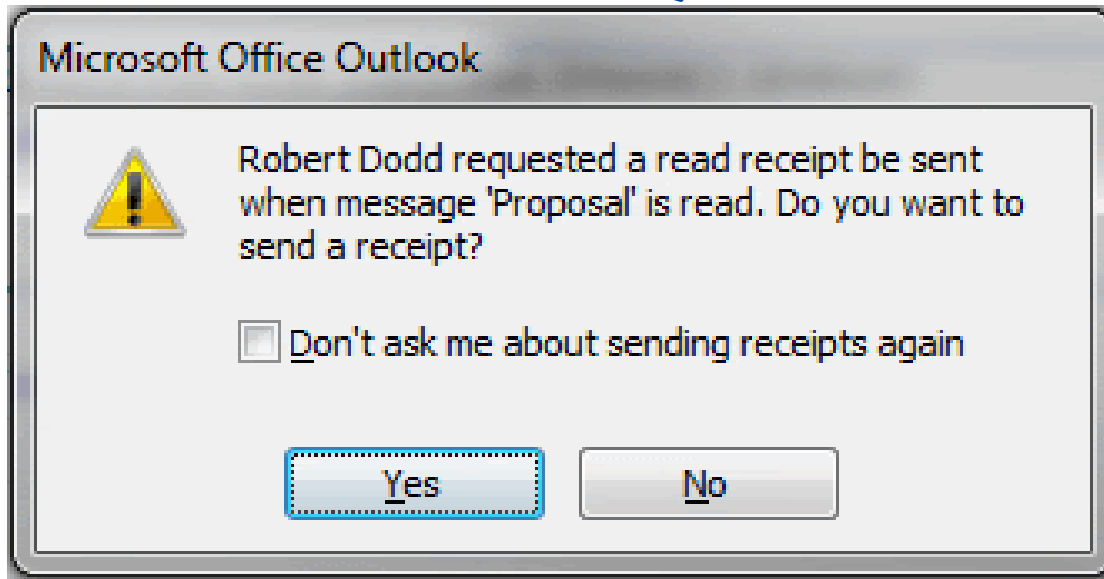 Microsoft Office Outlook
Robert Dodd requested a read receipt be sent
when message 'Proposal' is read. Do you want to
send a receipt?
Don't ask me about sending receipts again
Yes
No